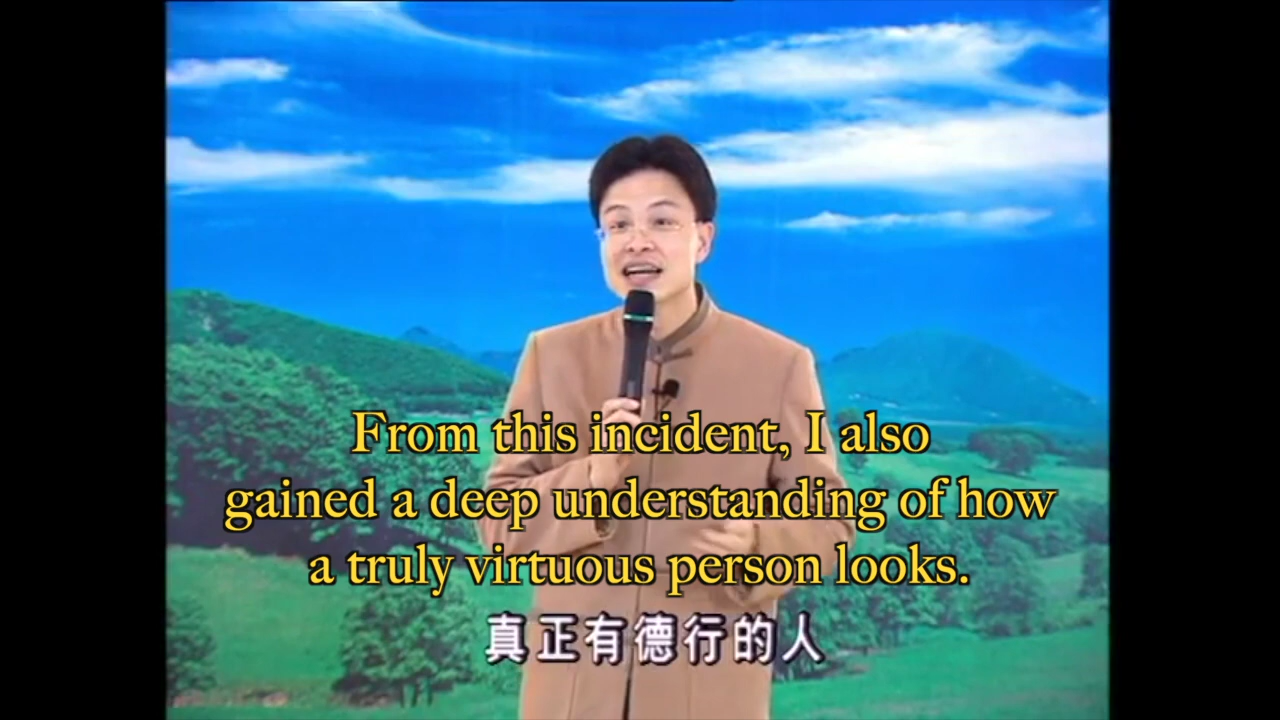 From this incident, I also
gained a deep understanding of how
a truly virtuous person looks.
真正有德行的人